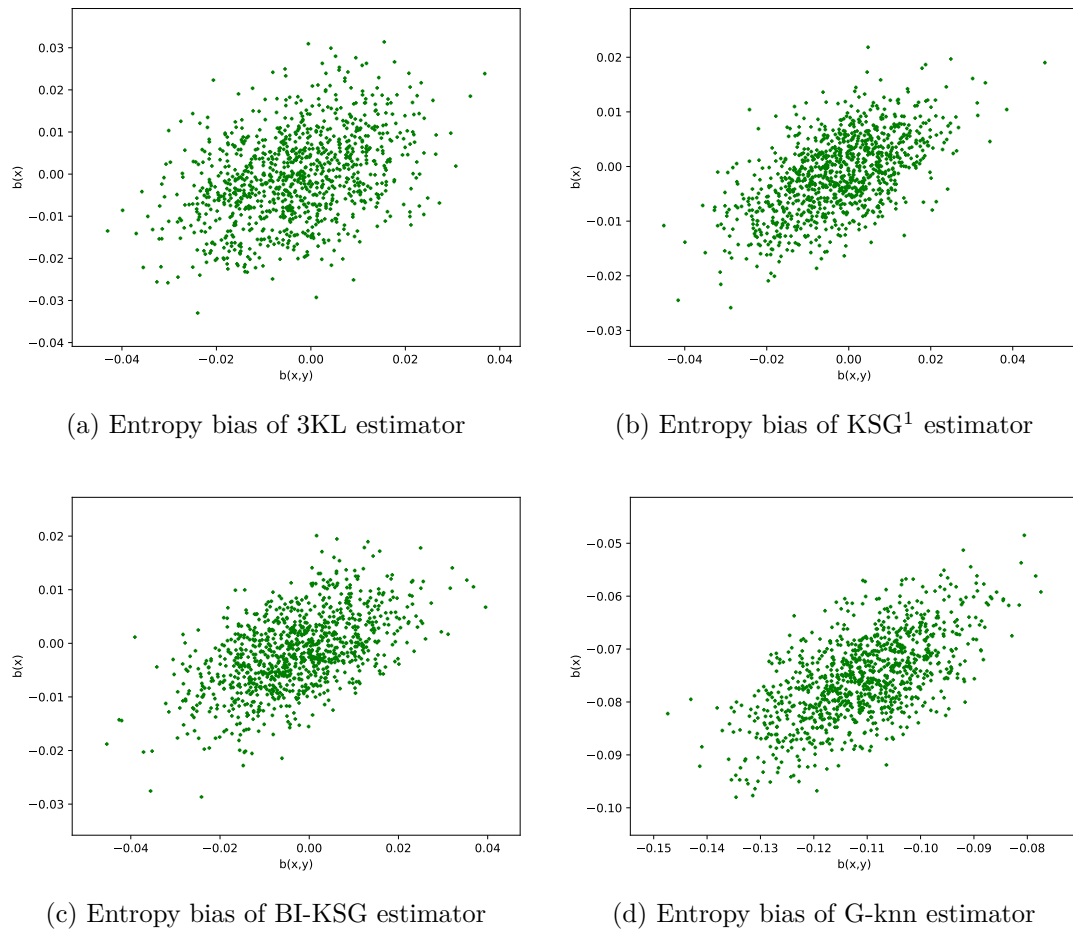 0.03
0.02
0.01
0.00
−0.01
−0.02
−0.03
−0.04
b(x)
−0.04 −0.02 0.00 0.02 0.04
b(x,y)
(a) Entropy bias of 3KL estimator
0.02
0.01
0.00
−0.01
−0.02
−0.03
b(x)
−0.04 −0.02 0.00 0.02 0.04
b(x,y)
(b) Entropy bias of KSG¹ estimator
0.02
0.01
0.00
−0.01
−0.02
−0.03
b(x)
−0.04 −0.02 0.00 0.02 0.04
b(x,y)
(c) Entropy bias of BI-KSG estimator
−0.05
−0.06
−0.07
−0.08
−0.09
−0.10
b(x)
−0.15 −0.14 −0.13 −0.12 −0.11 −0.10 −0.09 −0.08
b(x,y)
(d) Entropy bias of G-knn estimator